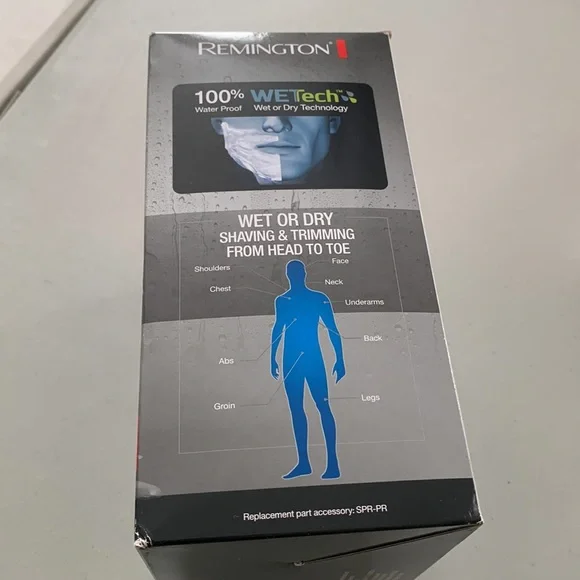 REMINGTON®
100% WETTech™
Water Proof Wet or Dry Technology
WET OR DRY
SHAVING & TRIMMING
FROM HEAD TO TOE
Shoulders Face
Chest Neck
Underarms
Abs Back
Groin Legs
Replacement part accessory: SPR-PR